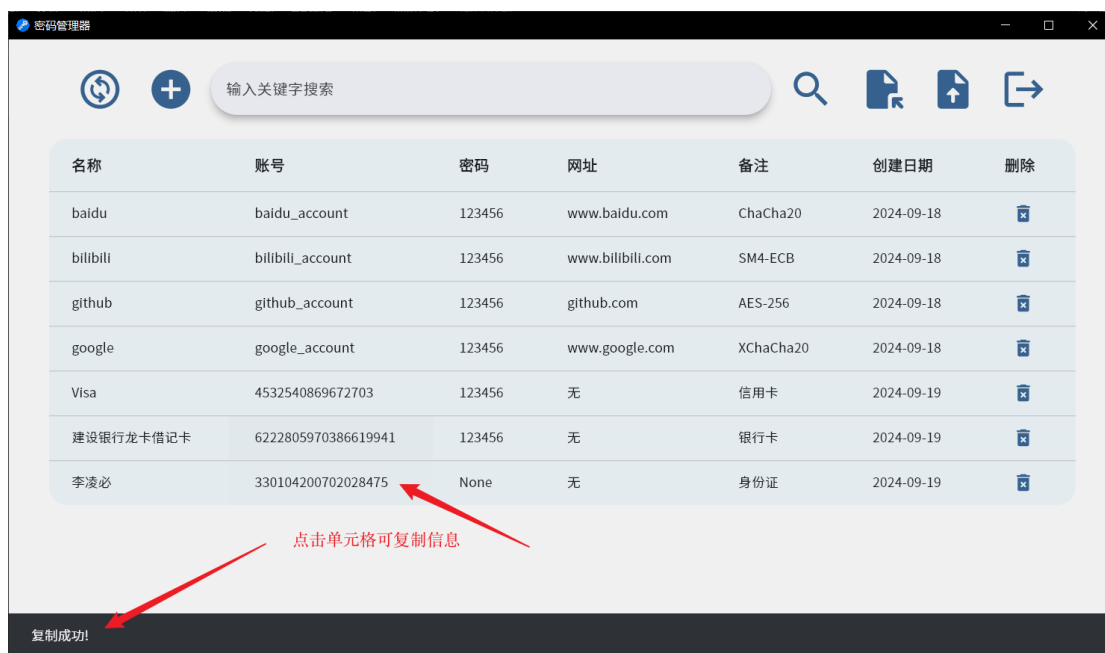 密码管理器
输入关键字搜索
名称 账号 密码 网址 备注 创建日期 删除
baidu baidu_account 123456 www.baidu.com ChaCha20 2024-09-18
bilibili bilibili_account 123456 www.bilibili.com SM4-ECB 2024-09-18
github github_account 123456 github.com AES-256 2024-09-18
google google_account 123456 www.google.com XChaCha20 2024-09-18
Visa 4532540869672703 123456 无 信用卡 2024-09-19
建设银行龙卡借记卡 6222805970386619941 123456 无 银行卡 2024-09-19
李凌必 330104200702028475 None 无 身份证 2024-09-19
点击单元格可复制信息
复制成功!